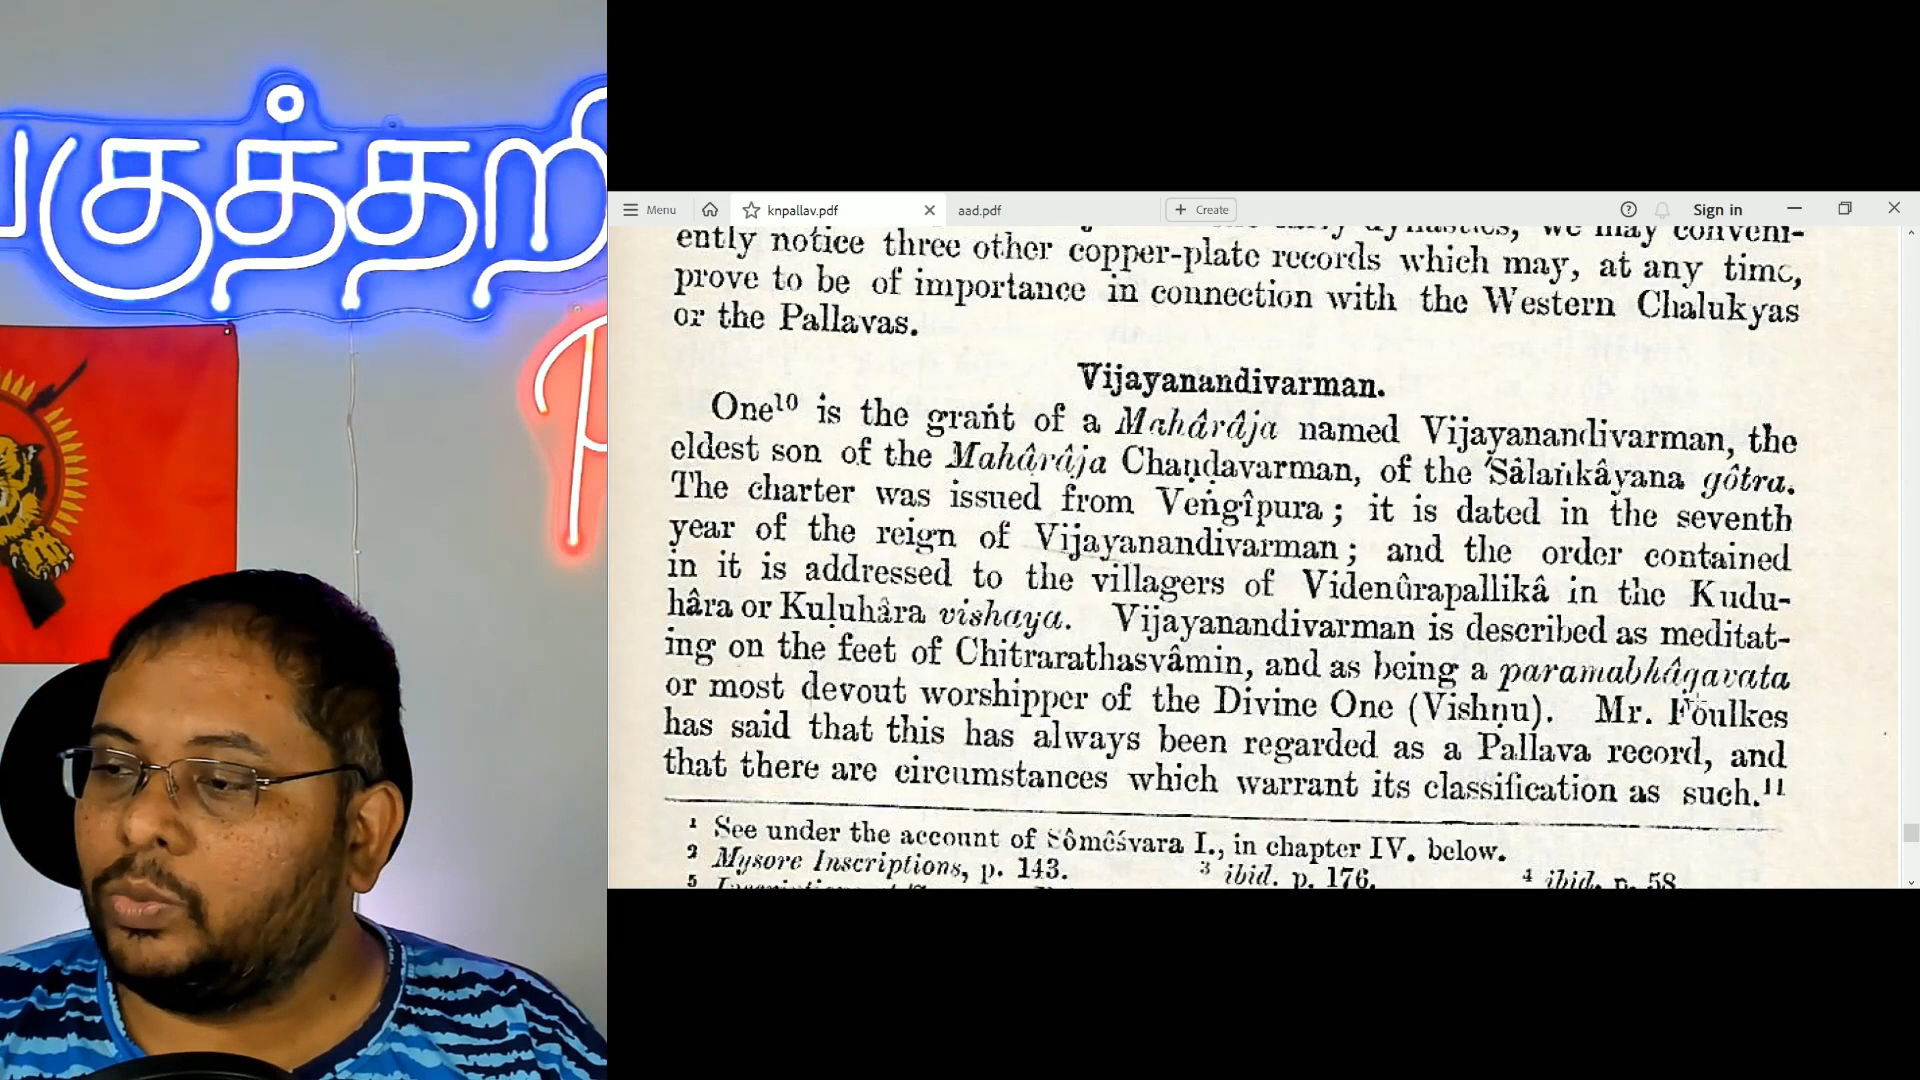 குத்தறி
Menu
knpallav.pdf
aad.pdf
Create
Sign in
ently notice three other copper-plate records which may, at any time,
prove to be of importance in connection with the Western Chalukyas
or the Pallavas.
Vijayanandivarman.
One¹⁰ is the grant of a Mahârâja named Vijayanandivarman, the
eldest son of the Mahârâja Chaṇḍavarman, of the Śâlaṅkâyana gôtra.
The charter was issued from Veṅgîpura; it is dated in the seventh
year of the reign of Vijayanandivarman; and the order contained
in it is addressed to the villagers of Videnûrapallikâ in the Kudu-
hâra or Kuḷuhâra vishaya. Vijayanandivarman is described as meditat-
ing on the feet of Chitrarathasvâmin, and as being a paramabhâgavata
or most devout worshipper of the Divine One (Vishṇu). Mr. Foulkes
has said that this has always been regarded as a Pallava record, and
that there are circumstances which warrant its classification as such.¹¹
¹ See under the account of Sômêśvara I., in chapter IV. below.
² Mysore Inscriptions, p. 143. ³ ibid. p. 176. ⁴ ibid. p. 58